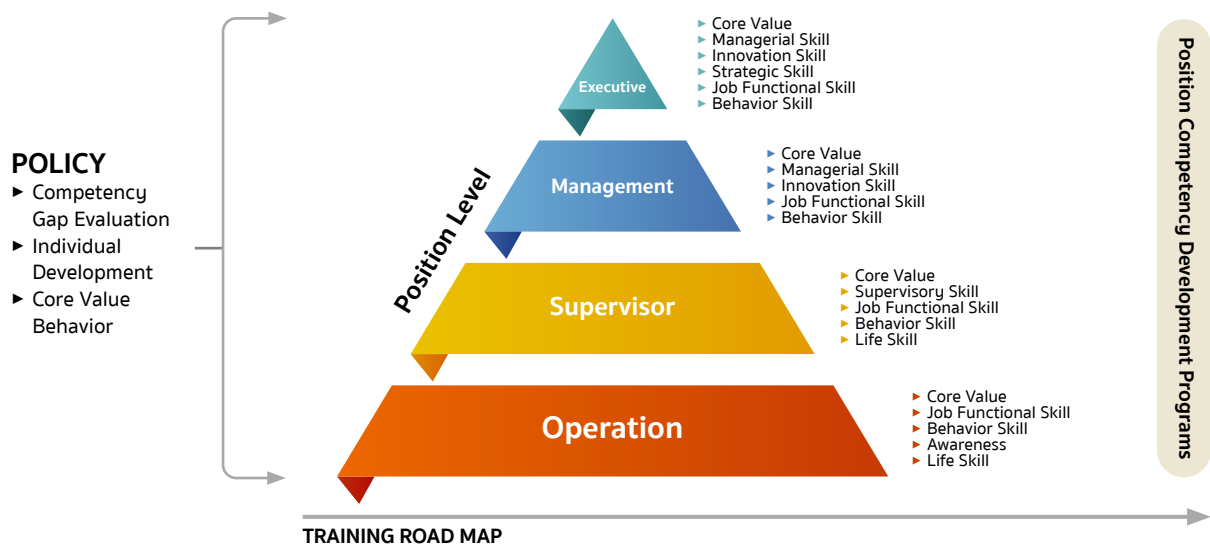 POLICY
► Competency
Gap Evaluation
► Individual
Development
► Core Value
Behavior
Position Level
Executive
► Core Value
► Managerial Skill
► Innovation Skill
► Strategic Skill
► Job Functional Skill
► Behavior Skill
Management
► Core Value
► Managerial Skill
► Innovation Skill
► Job Functional Skill
► Behavior Skill
Supervisor
► Core Value
► Supervisory Skill
► Job Functional Skill
► Behavior Skill
► Life Skill
Operation
► Core Value
► Job Functional Skill
► Behavior Skill
► Awareness
► Life Skill
Position Competency Development Programs
TRAINING ROAD MAP